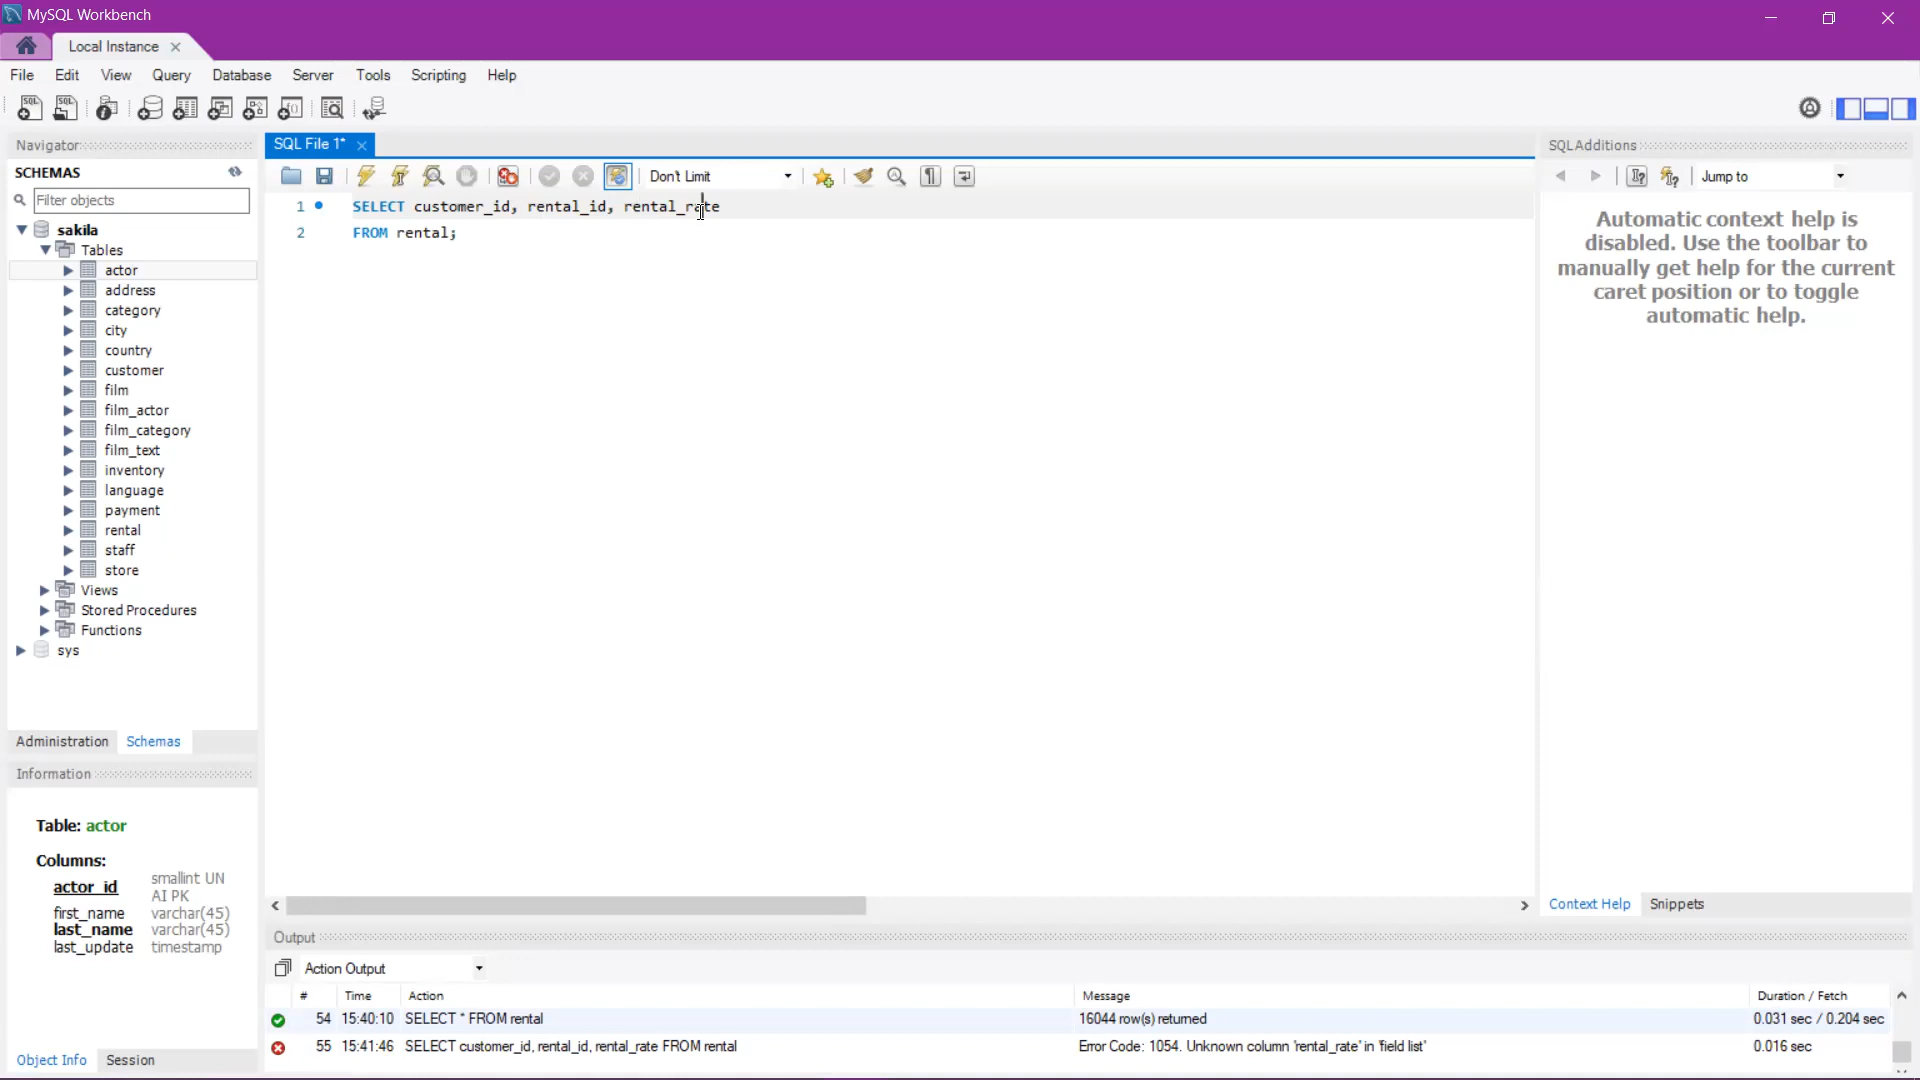 MySQL Workbench
Local Instance
File Edit View Query Database Server Tools Scripting Help
Navigator
SCHEMAS
Filter objects
sakila
Tables
actor
address
category
city
country
customer
film
film_actor
film_category
film_text
inventory
language
payment
rental
staff
store
Views
Stored Procedures
Functions
sys
Administration Schemas
Information
Table: actor
Columns:
actor_id smallint UN AI PK
first_name varchar(45)
last_name varchar(45)
last_update timestamp
Object Info Session
SQL File 1*
Don't Limit
1 SELECT customer_id, rental_id, rental_rate
2 FROM rental;
SQLAdditions
Jump to
Automatic context help is
disabled. Use the toolbar to
manually get help for the current
caret position or to toggle
automatic help.
Context Help Snippets
Output
Action Output
# Time Action Message Duration / Fetch
54 15:40:10 SELECT * FROM rental 16044 row(s) returned 0.031 sec / 0.204 sec
55 15:41:46 SELECT customer_id, rental_id, rental_rate FROM rental Error Code: 1054. Unknown column 'rental_rate' in 'field list' 0.016 sec